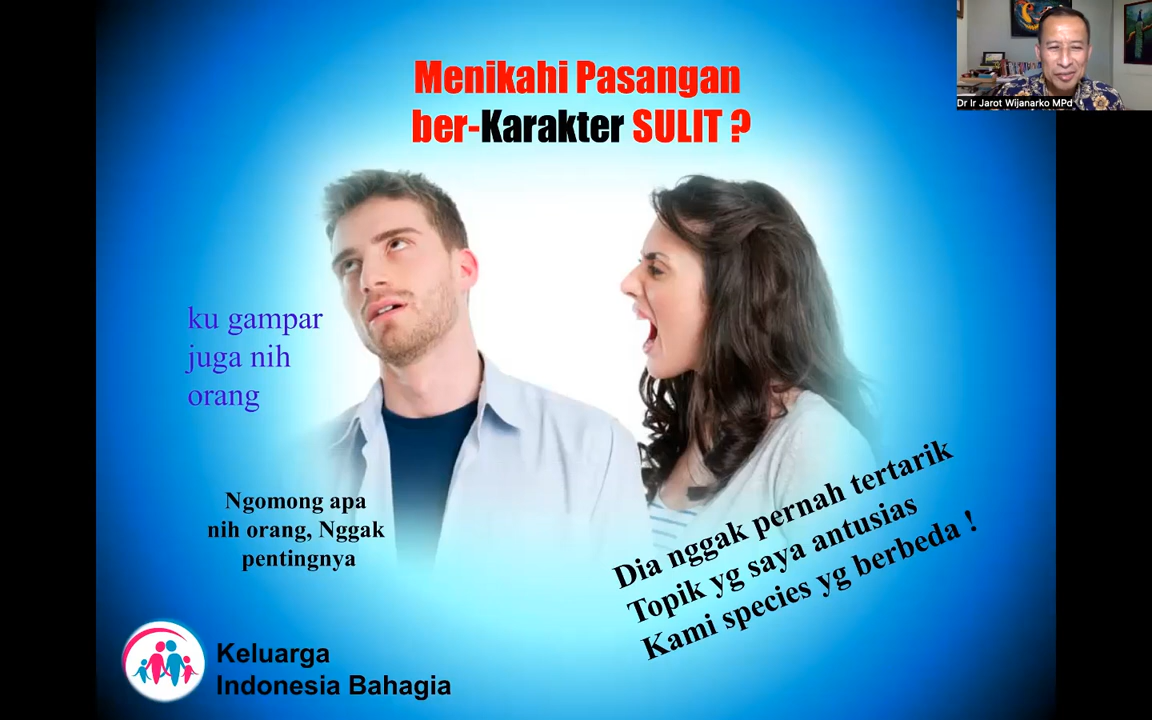 Menikahi Pasangan
ber-Karakter SULIT ?
Dr Ir Jarot Wijanarko MPd
ku gampar
juga nih
orang
Ngomong apa
nih orang, Nggak
pentingnya
Dia nggak pernah tertarik
Topik yg saya antusias
Kami species yg berbeda !
Keluarga
Indonesia Bahagia